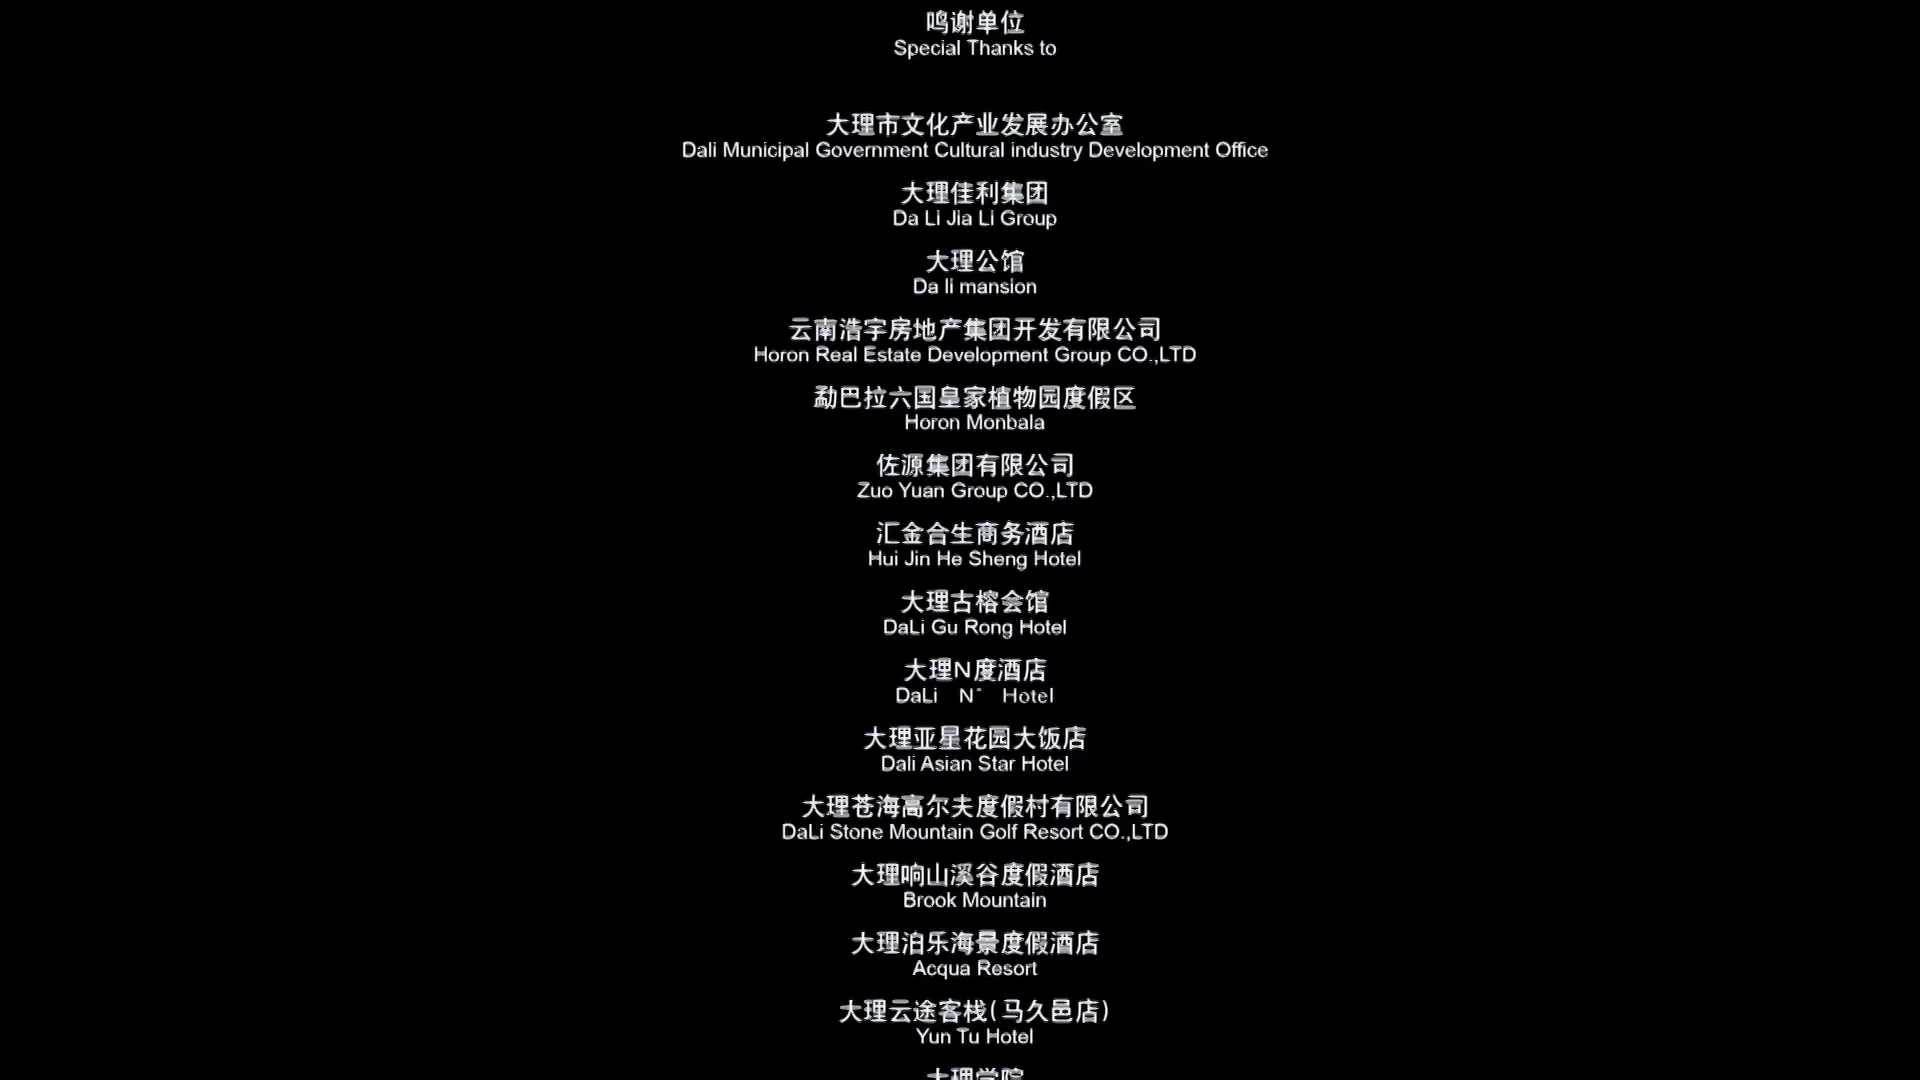 鸣谢单位
Special Thanks to
大理市文化产业发展办公室
Dali Municipal Government Cultural industry Development Office
大理佳利集团
Da Li Jia Li Group
大理公馆
Da li mansion
云南浩宇房地产集团开发有限公司
Horon Real Estate Development Group CO.,LTD
勐巴拉六国皇家植物园度假区
Horon Monbala
佐源集团有限公司
Zuo Yuan Group CO.,LTD
汇金合生商务酒店
Hui Jin He Sheng Hotel
大理古榕会馆
DaLi Gu Rong Hotel
大理N度酒店
DaLi N° Hotel
大理亚星花园大饭店
Dali Asian Star Hotel
大理苍海高尔夫度假村有限公司
DaLi Stone Mountain Golf Resort CO.,LTD
大理响山溪谷度假酒店
Brook Mountain
大理泊乐海景度假酒店
Acqua Resort
大理云途客栈(马久邑店)
Yun Tu Hotel
大理学院